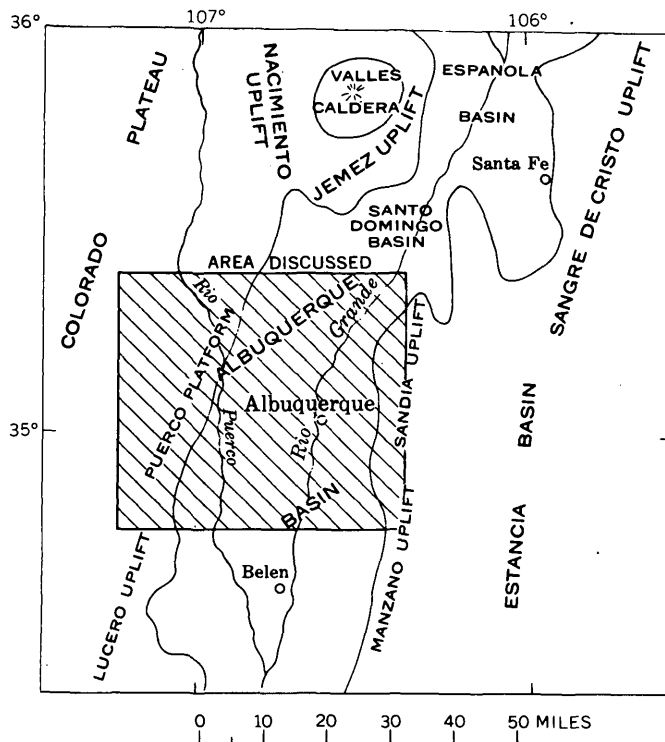 36°
107°
106°
VALLES
CALDERA
NACIMIENTO
UPLIFT
JEMEZ UPLIFT
ESPANOLA
BASIN
Santa Fe
SANGRE DE CRISTO UPLIFT
COLORADO
PLATEAU
SANTO
DOMINGO
BASIN
AREA DISCUSSED
Rio
Puerco
PUERCO PLATFORM
ALBUQUERQUE
BASIN
Rio
Grande
Albuquerque
SANDIA UPLIFT
35°
MANZANO UPLIFT
ESTANCIA
BASIN
Belen
LUCERO UPLIFT
0 10 20 30 40 50 MILES